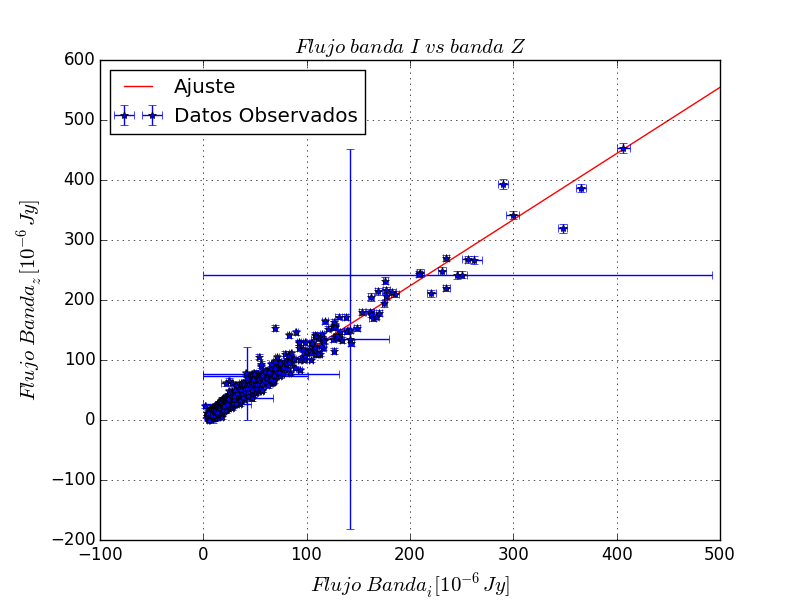 Flujo banda I vs banda Z
600
500
400
300
200
100
0
−100
−200
Ajuste
Datos Observados
Flujo Banda_z [10^{−6} Jy]
−100 0 100 200 300 400 500
Flujo Banda_i [10^{−6} Jy]